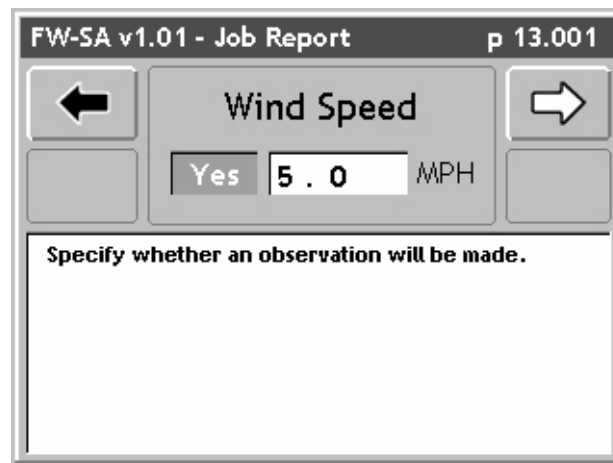 FW-SA v1.01 - Job Report p 13.001
Wind Speed
Yes 5.0 MPH
Specify whether an observation will be made.